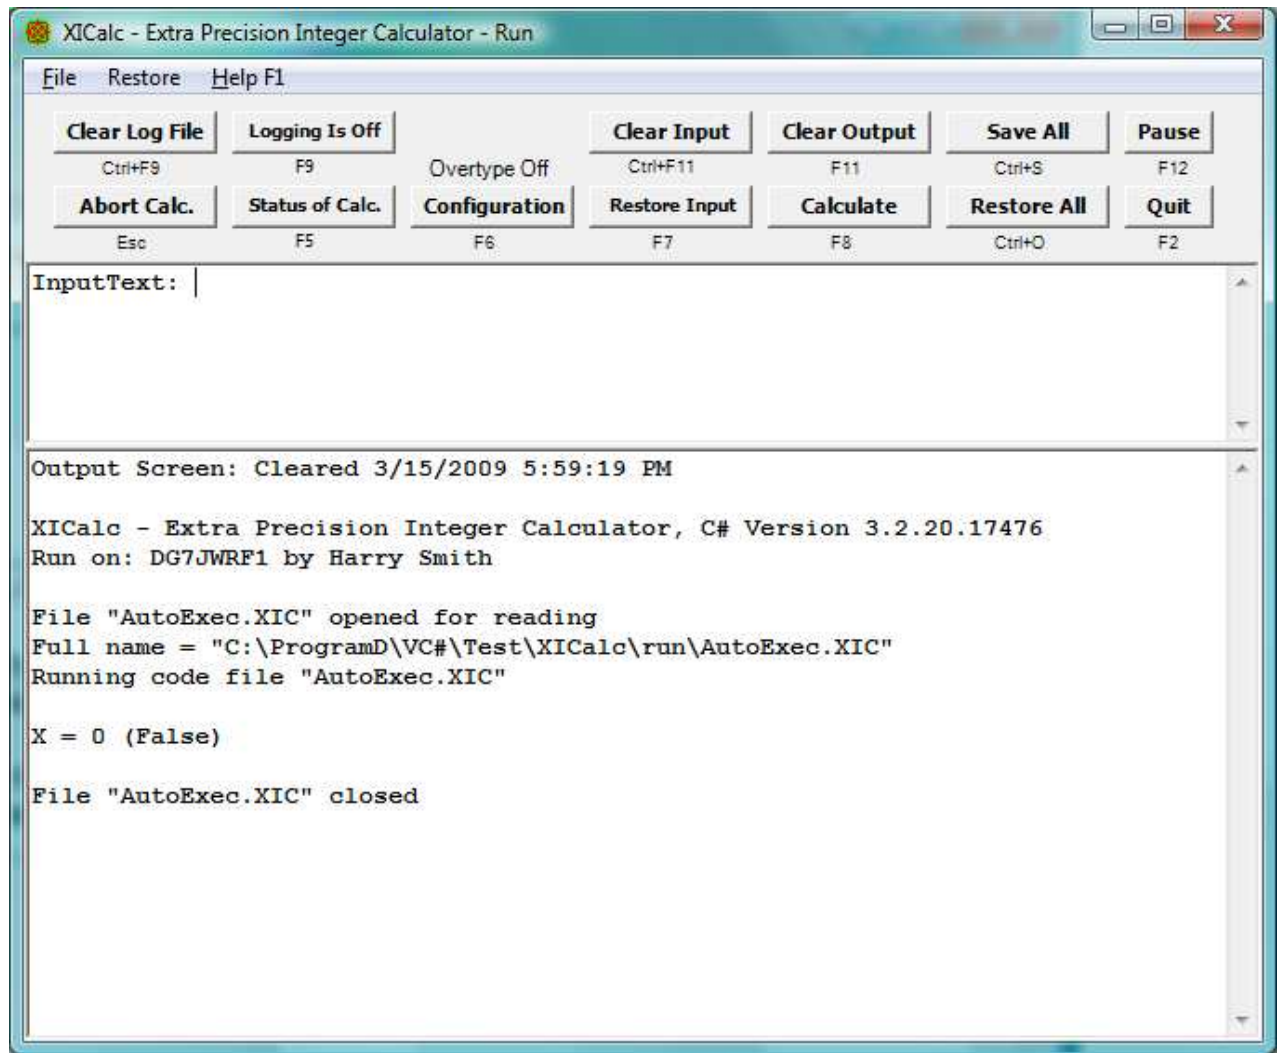 XICalc - Extra Precision Integer Calculator - Run
File Restore Help F1
Clear Log File Logging Is Off Clear Input Clear Output Save All Pause
Ctrl+F9 F9 Overtype Off Ctrl+F11 F11 Ctrl+S F12
Abort Calc. Status of Calc. Configuration Restore Input Calculate Restore All Quit
Esc F5 F6 F7 F8 Ctrl+O F2
InputText:
Output Screen: Cleared 3/15/2009 5:59:19 PM
XICalc - Extra Precision Integer Calculator, C# Version 3.2.20.17476
Run on: DG7JWRF1 by Harry Smith
File "AutoExec.XIC" opened for reading
Full name = "C:\ProgramD\VC#\Test\XICalc\run\AutoExec.XIC"
Running code file "AutoExec.XIC"
X = 0 (False)
File "AutoExec.XIC" closed